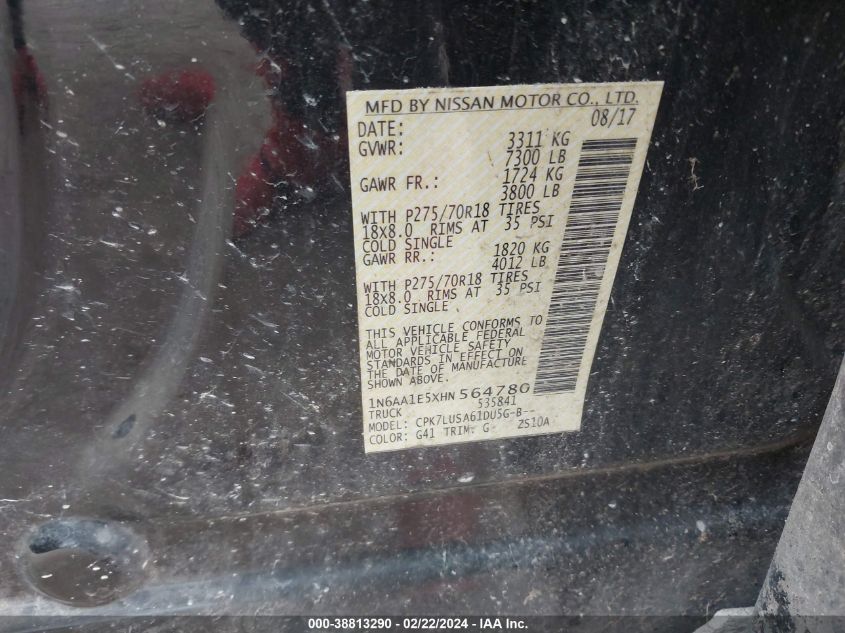 MFD BY NISSAN MOTOR CO., LTD.
DATE: 08/17
GVWR: 3311 KG
7300 LB
GAWR FR.: 1724 KG
3800 LB
WITH P275/70R18 TIRES
18X8.0 RIMS AT 35 PSI
COLD SINGLE
GAWR RR.: 1820 KG
4012 LB
WITH P275/70R18 TIRES
18X8.0 RIMS AT 35 PSI
COLD SINGLE
THIS VEHICLE CONFORMS TO
ALL APPLICABLE FEDERAL
MOTOR VEHICLE SAFETY
STANDARDS IN EFFECT ON
THE DATE OF MANUFACTURE
SHOWN ABOVE.
1N6AA1E5XHN 564780
TRUCK 535841
MODEL: CPK7LUSA61DU5G-B--
COLOR: G41 TRIM: G ZS10A
000-38813290 - 02/22/2024 - IAA Inc.